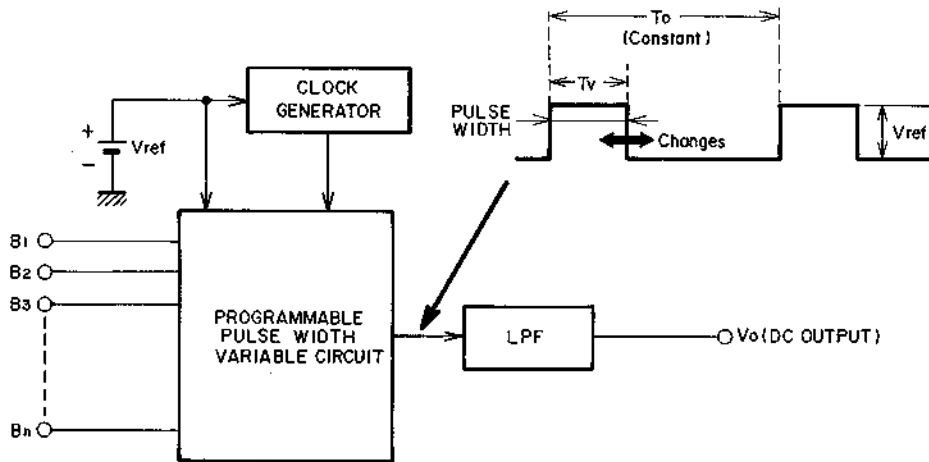 To
(Constant)
CLOCK
GENERATOR
Tv
PULSE
WIDTH
Changes
Vref
+
Vref
-
B1
B2
B3
Bn
PROGRAMMABLE
PULSE WIDTH
VARIABLE CIRCUIT
LPF
Vo (DC OUTPUT)